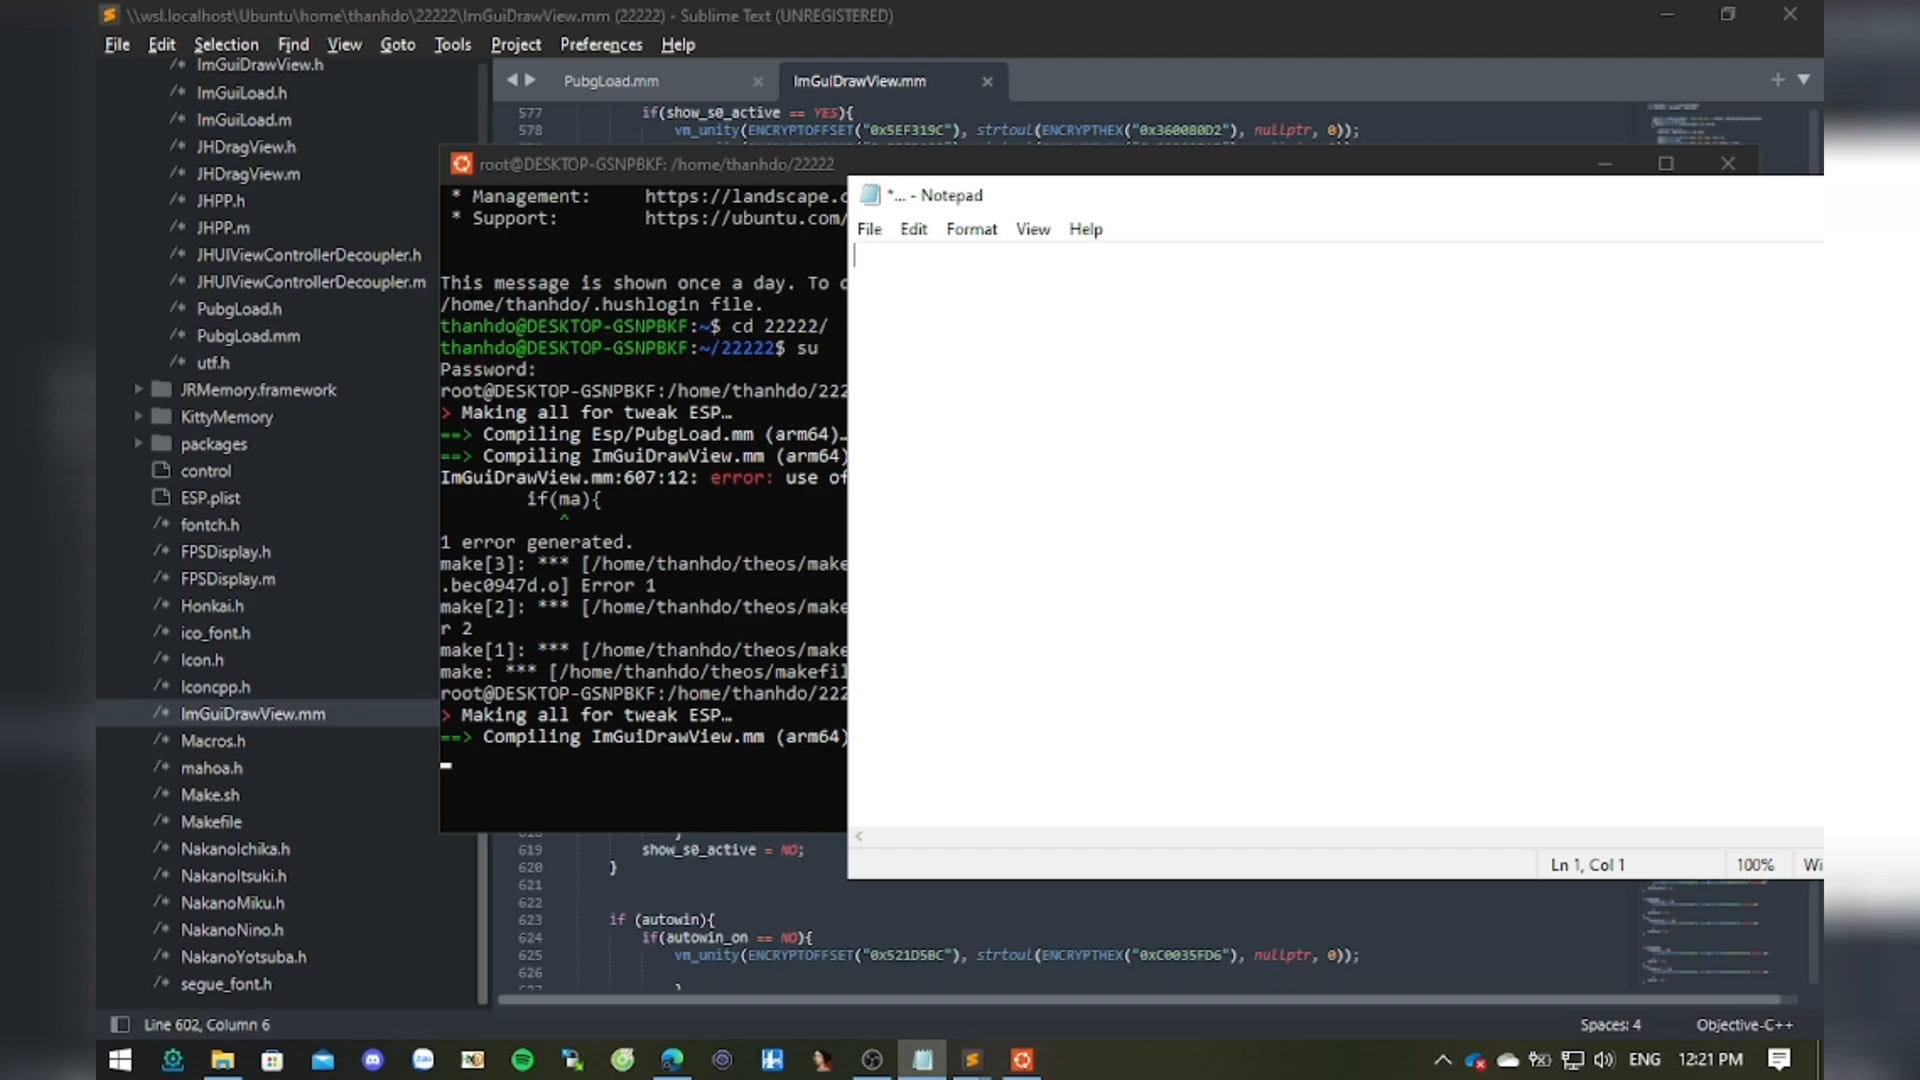 \\wsl.localhost\Ubuntu\home\thanhdo\22222\ImGuiDrawView.mm (22222) - Sublime Text (UNREGISTERED)
File Edit Selection Find View Goto Tools Project Preferences Help
ImGuiDrawView.h
ImGuiLoad.h
ImGuiLoad.m
JHDragView.h
JHDragView.m
JHPP.h
JHPP.m
JHUIViewControllerDecoupler.h
JHUIViewControllerDecoupler.m
PubgLoad.h
PubgLoad.mm
utf.h
JRMemory.framework
KittyMemory
packages
control
ESP.plist
fontch.h
FPSDisplay.h
FPSDisplay.m
Honkai.h
ico_font.h
Icon.h
Iconcpp.h
ImGuiDrawView.mm
Macros.h
mahoa.h
Make.sh
Makefile
NakanoIchika.h
NakanoItsuki.h
NakanoMiku.h
NakanoNino.h
NakanoYotsuba.h
segue_font.h
PubgLoad.mm
ImGuiDrawView.mm
577 if(show_s0_active == YES){
578 vm_unity(ENCRYPTOFFSET("0x5EF319C"), strtoul(ENCRYPTHEX("0x360080D2"), nullptr, 0));
root@DESKTOP-GSNPBKF: /home/thanhdo/22222
* Management: https://landscape.c
* Support: https://ubuntu.com/
This message is shown once a day. To
/home/thanhdo/.hushlogin file.
thanhdo@DESKTOP-GSNPBKF:~$ cd 22222/
thanhdo@DESKTOP-GSNPBKF:~/22222$ su
Password:
root@DESKTOP-GSNPBKF:/home/thanhdo/222
> Making all for tweak ESP…
==> Compiling Esp/PubgLoad.mm (arm64)…
==> Compiling ImGuiDrawView.mm (arm64)
ImGuiDrawView.mm:607:12: error: use of
if(ma){
^
1 error generated.
make[3]: *** [/home/thanhdo/theos/make
.bec0947d.o] Error 1
make[2]: *** [/home/thanhdo/theos/make
r 2
make[1]: *** [/home/thanhdo/theos/make
make: *** [/home/thanhdo/theos/makefil
root@DESKTOP-GSNPBKF:/home/thanhdo/222
> Making all for tweak ESP…
==> Compiling ImGuiDrawView.mm (arm64)
*... - Notepad
File Edit Format View Help
Ln 1, Col 1 100% Wi
619 show_s0_active = NO;
620 }
621
622
623 if (autowin){
624 if(autowin_on == NO){
625 vm_unity(ENCRYPTOFFSET("0x521D5BC"), strtoul(ENCRYPTHEX("0xC0035FD6"), nullptr, 0));
626
Line 602, Column 6
Spaces: 4
Objective-C++
ENG 12:21 PM